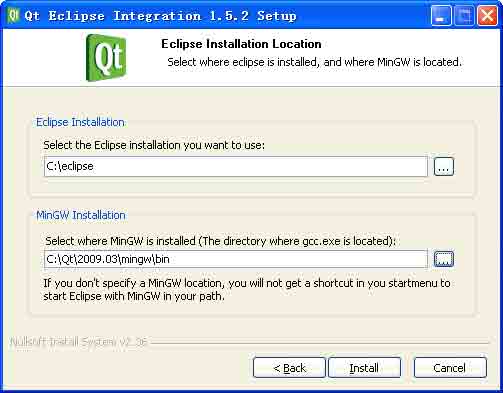 Qt Eclipse Integration 1.5.2 Setup
Qt
Eclipse Installation Location
Select where eclipse is installed, and where MinGW is located.
Eclipse Installation
Select the Eclipse installation you want to use:
C:\eclipse
...
MinGW Installation
Select where MinGW is installed (The directory where gcc.exe is located):
C:\Qt\2009.03\mingw\bin
...
If you don't specify a MinGW location, you will not get a shortcut in you startmenu to
start Eclipse with MinGW in your path.
Nullsoft Install System v2.36
< Back
Install
Cancel